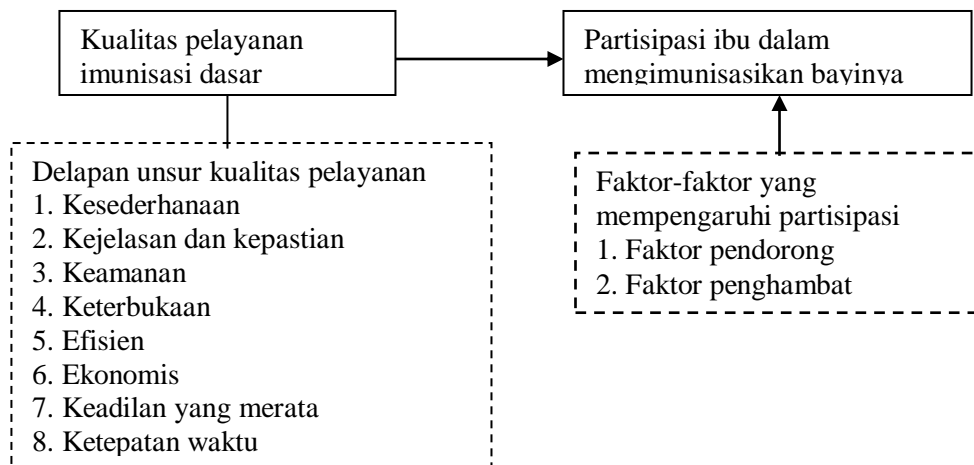 Kualitas pelayanan
imunisasi dasar
Partisipasi ibu dalam
mengimunisasikan bayinya
Delapan unsur kualitas pelayanan
1. Kesederhanaan
2. Kejelasan dan kepastian
3. Keamanan
4. Keterbukaan
5. Efisien
6. Ekonomis
7. Keadilan yang merata
8. Ketepatan waktu
Faktor-faktor yang
mempengaruhi partisipasi
1. Faktor pendorong
2. Faktor penghambat